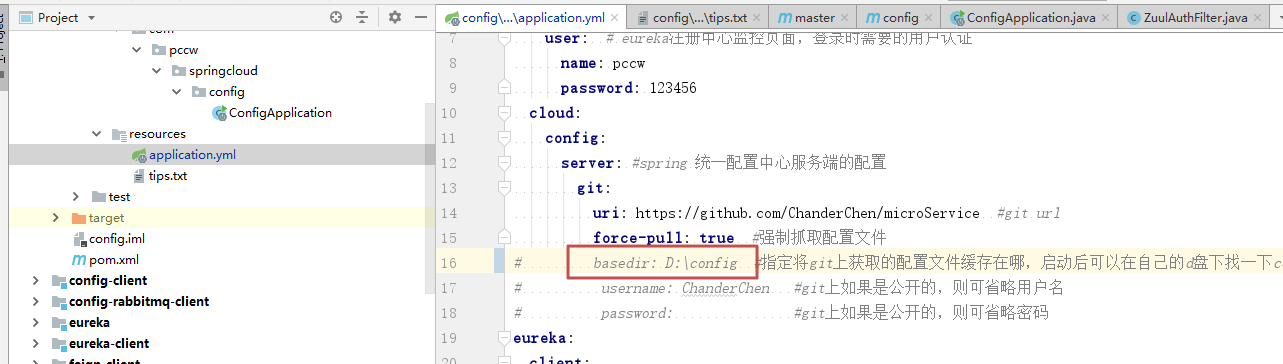 Project
config\...\application.yml
config\...\tips.txt
master
config
ConfigApplication.java
ZuulAuthFilter.java
com
pccw
springcloud
config
ConfigApplication
resources
application.yml
tips.txt
test
target
config.iml
pom.xml
config-client
config-rabbitmq-client
eureka
eureka-client
feign-client
7 user: # eureka注册中心监控页面，登录时需要的用户认证
8 name: pccw
9 password: 123456
10 cloud:
11 config:
12 server: #spring 统一配置中心服务端的配置
13 git:
14 uri: https://github.com/ChanderChen/microService #git url
15 force-pull: true #强制抓取配置文件
16 # basedir: D:\config #指定将git上获取的配置文件缓存在哪，启动后可以在自己的d盘下找一下c
17 # username: ChanderChen #git上如果是公开的，则可省略用户名
18 # password: #git上如果是公开的，则可省略密码
19 eureka:
20 client: